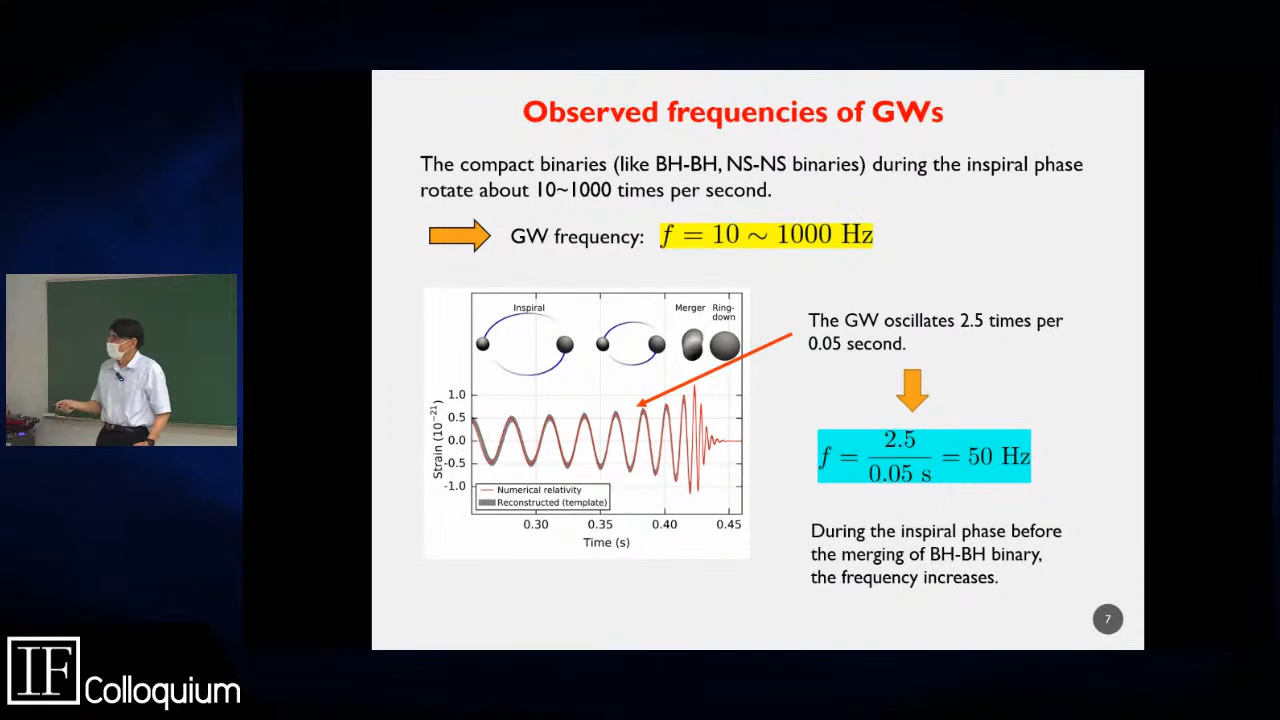 Observed frequencies of GWs
The compact binaries (like BH-BH, NS-NS binaries) during the inspiral phase
rotate about 10~1000 times per second.
GW frequency: f = 10 ∼ 1000 Hz
Inspiral
Merger
Ring-
down
The GW oscillates 2.5 times per
0.05 second.
Strain (10⁻²¹)
1.0
0.5
0.0
-0.5
-1.0
Numerical relativity
Reconstructed (template)
0.30 0.35 0.40 0.45
Time (s)
f = 2.5 / 0.05 s = 50 Hz
During the inspiral phase before
the merging of BH-BH binary,
the frequency increases.
7
IF
Colloquium